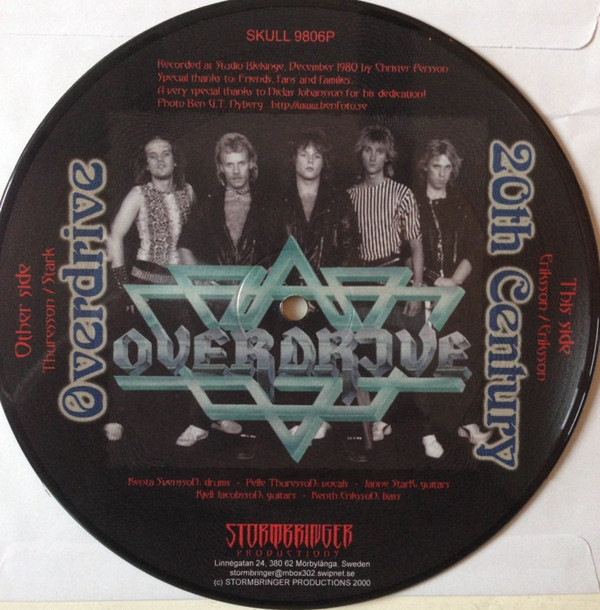 SKULL 9806P
Recorded at Studio Blekinge, December 1980 by Christer Persson
Special thanks to: Friends, fans and families.
A very special thanks to Niclas Johansson for his dedication!
Photo Ben G.T. Nyberg http://www.benfoto.se
Other side
Thuresson / Stark
Overdrive
20th Century
This side
Eriksson / Eriksson
OVERDRIVE
Kenta Svensson: drums - Pelle Thuresson: vocals - Janne Stark: guitars
Kjell Jacobsson: guitars - Kenth Eriksson: bass
STORMBRINGER
PRODUCTIONS
Linnégatan 24, 380 62 Mörbylånga, Sweden
stormbringer@mbox302.swipnet.se
(c) STORMBRINGER PRODUCTIONS 2000